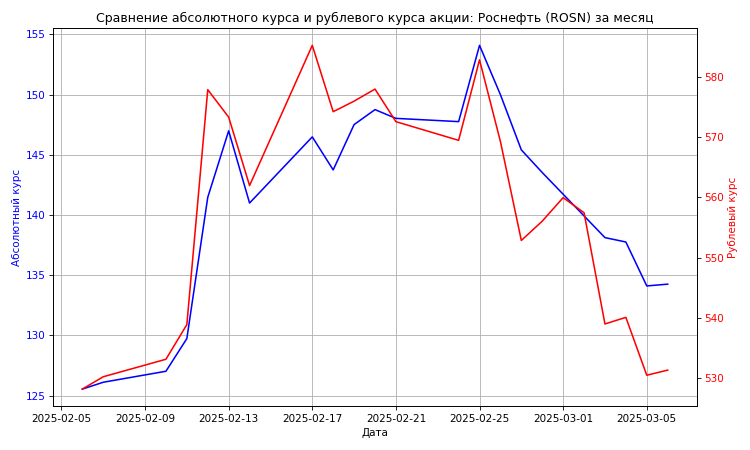 Сравнение абсолютного курса и рублевого курса акции: Роснефть (ROSN) за месяц
155
150
145
140
135
130
125
Абсолютный курс
580
570
560
550
540
530
Рублевый курс
2025-02-05 2025-02-09 2025-02-13 2025-02-17 2025-02-21 2025-02-25 2025-03-01 2025-03-05
Дата